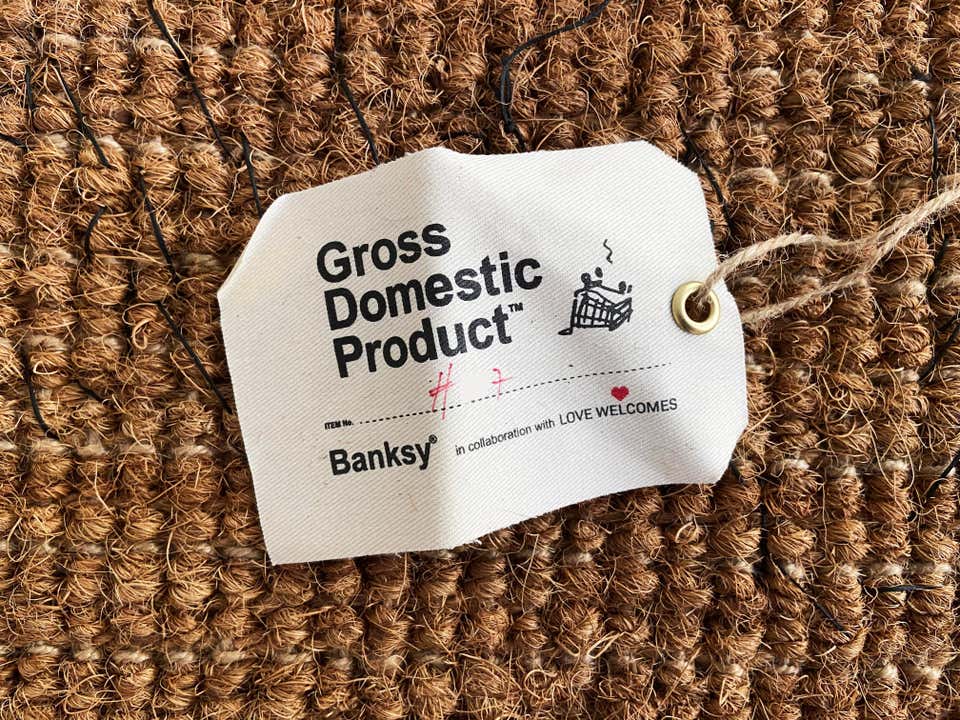 Gross
Domestic
Product™
ITEM No. # 7
Banksy® in collaboration with LOVE WELCOMES